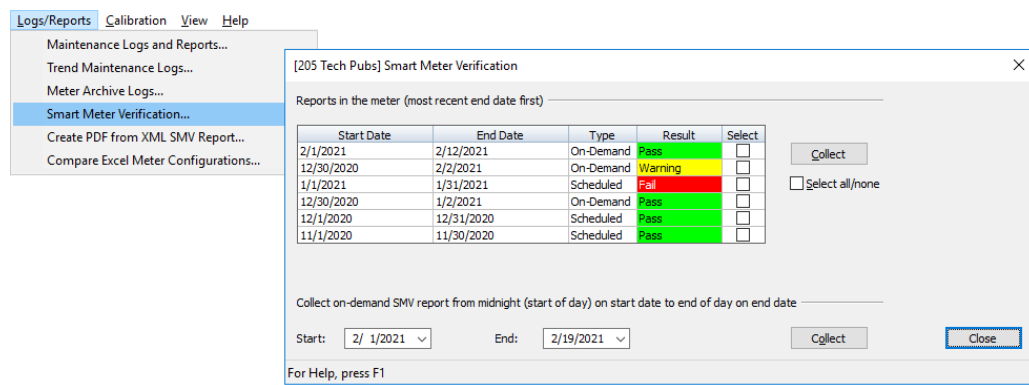 Logs/Reports Calibration View Help
Maintenance Logs and Reports...
Trend Maintenance Logs...
Meter Archive Logs...
Smart Meter Verification...
Create PDF from XML SMV Report...
Compare Excel Meter Configurations...
[205 Tech Pubs] Smart Meter Verification
Reports in the meter (most recent end date first)
Start Date End Date Type Result Select
2/1/2021 2/12/2021 On-Demand Pass
12/30/2020 2/2/2021 On-Demand Warning
1/1/2021 1/31/2021 Scheduled Fail
12/30/2020 1/2/2021 On-Demand Pass
12/1/2020 12/31/2020 Scheduled Pass
11/1/2020 11/30/2020 Scheduled Pass
Collect
Select all/none
Collect on-demand SMV report from midnight (start of day) on start date to end of day on end date
Start: 2/ 1/2021 End: 2/19/2021 Collect Close
For Help, press F1